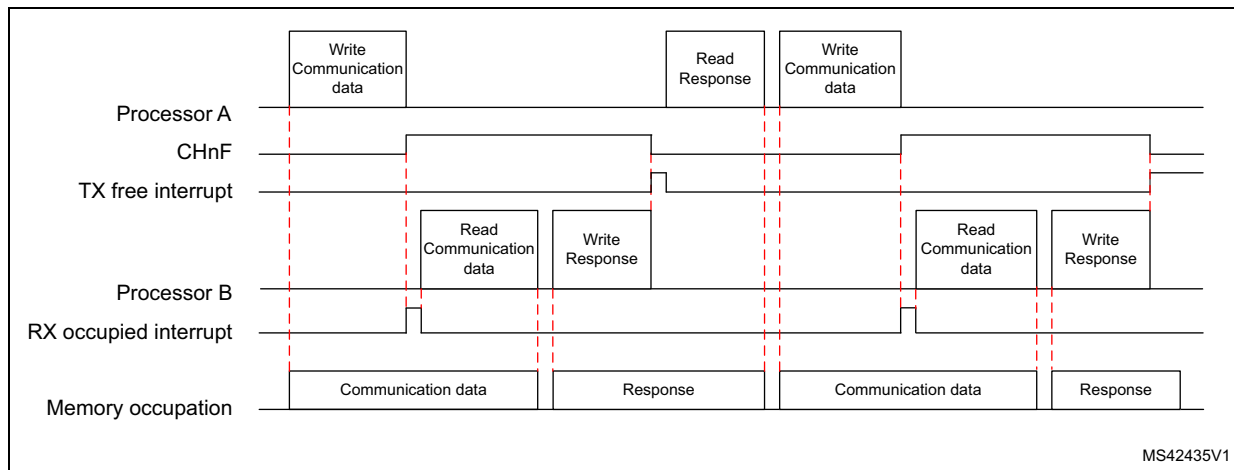 Write
Communication
data
Read
Response
Write
Communication
data
Processor A
CHnF
TX free interrupt
Read
Communication
data
Write
Response
Read
Communication
data
Write
Response
Processor B
RX occupied interrupt
Communication data
Response
Communication data
Response
Memory occupation
MS42435V1